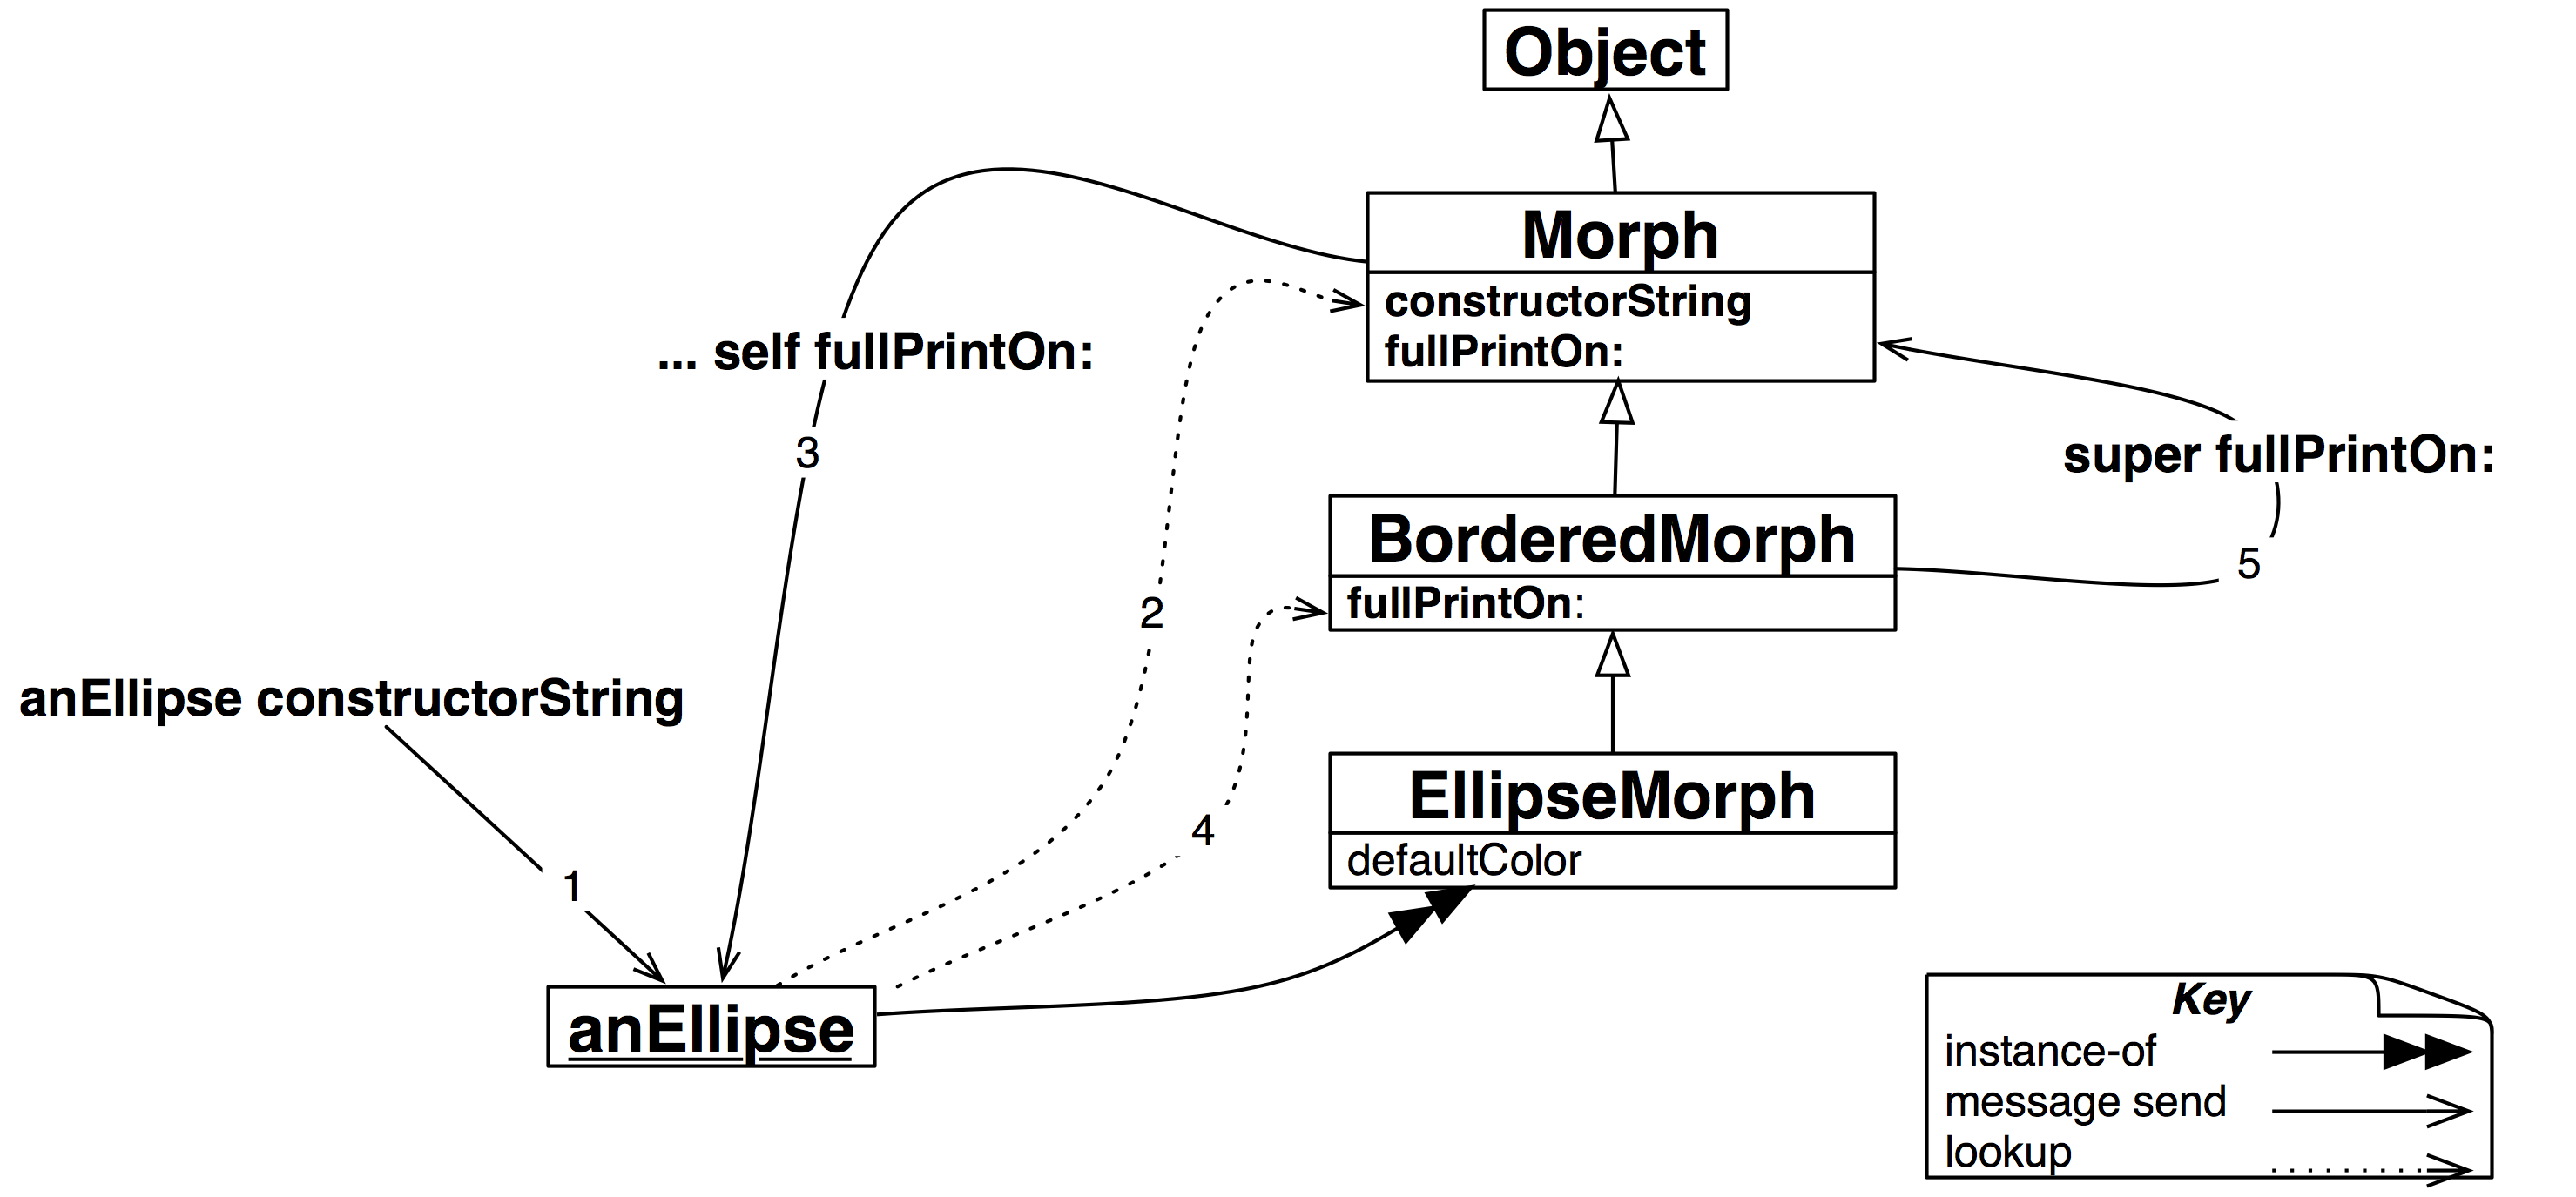 Object
Morph
constructorString
fullPrintOn:
... self fullPrintOn:
3
super fullPrintOn:
5
BorderedMorph
fullPrintOn:
2
anEllipse constructorString
1
4
EllipseMorph
defaultColor
anEllipse
Key
instance-of
message send
lookup